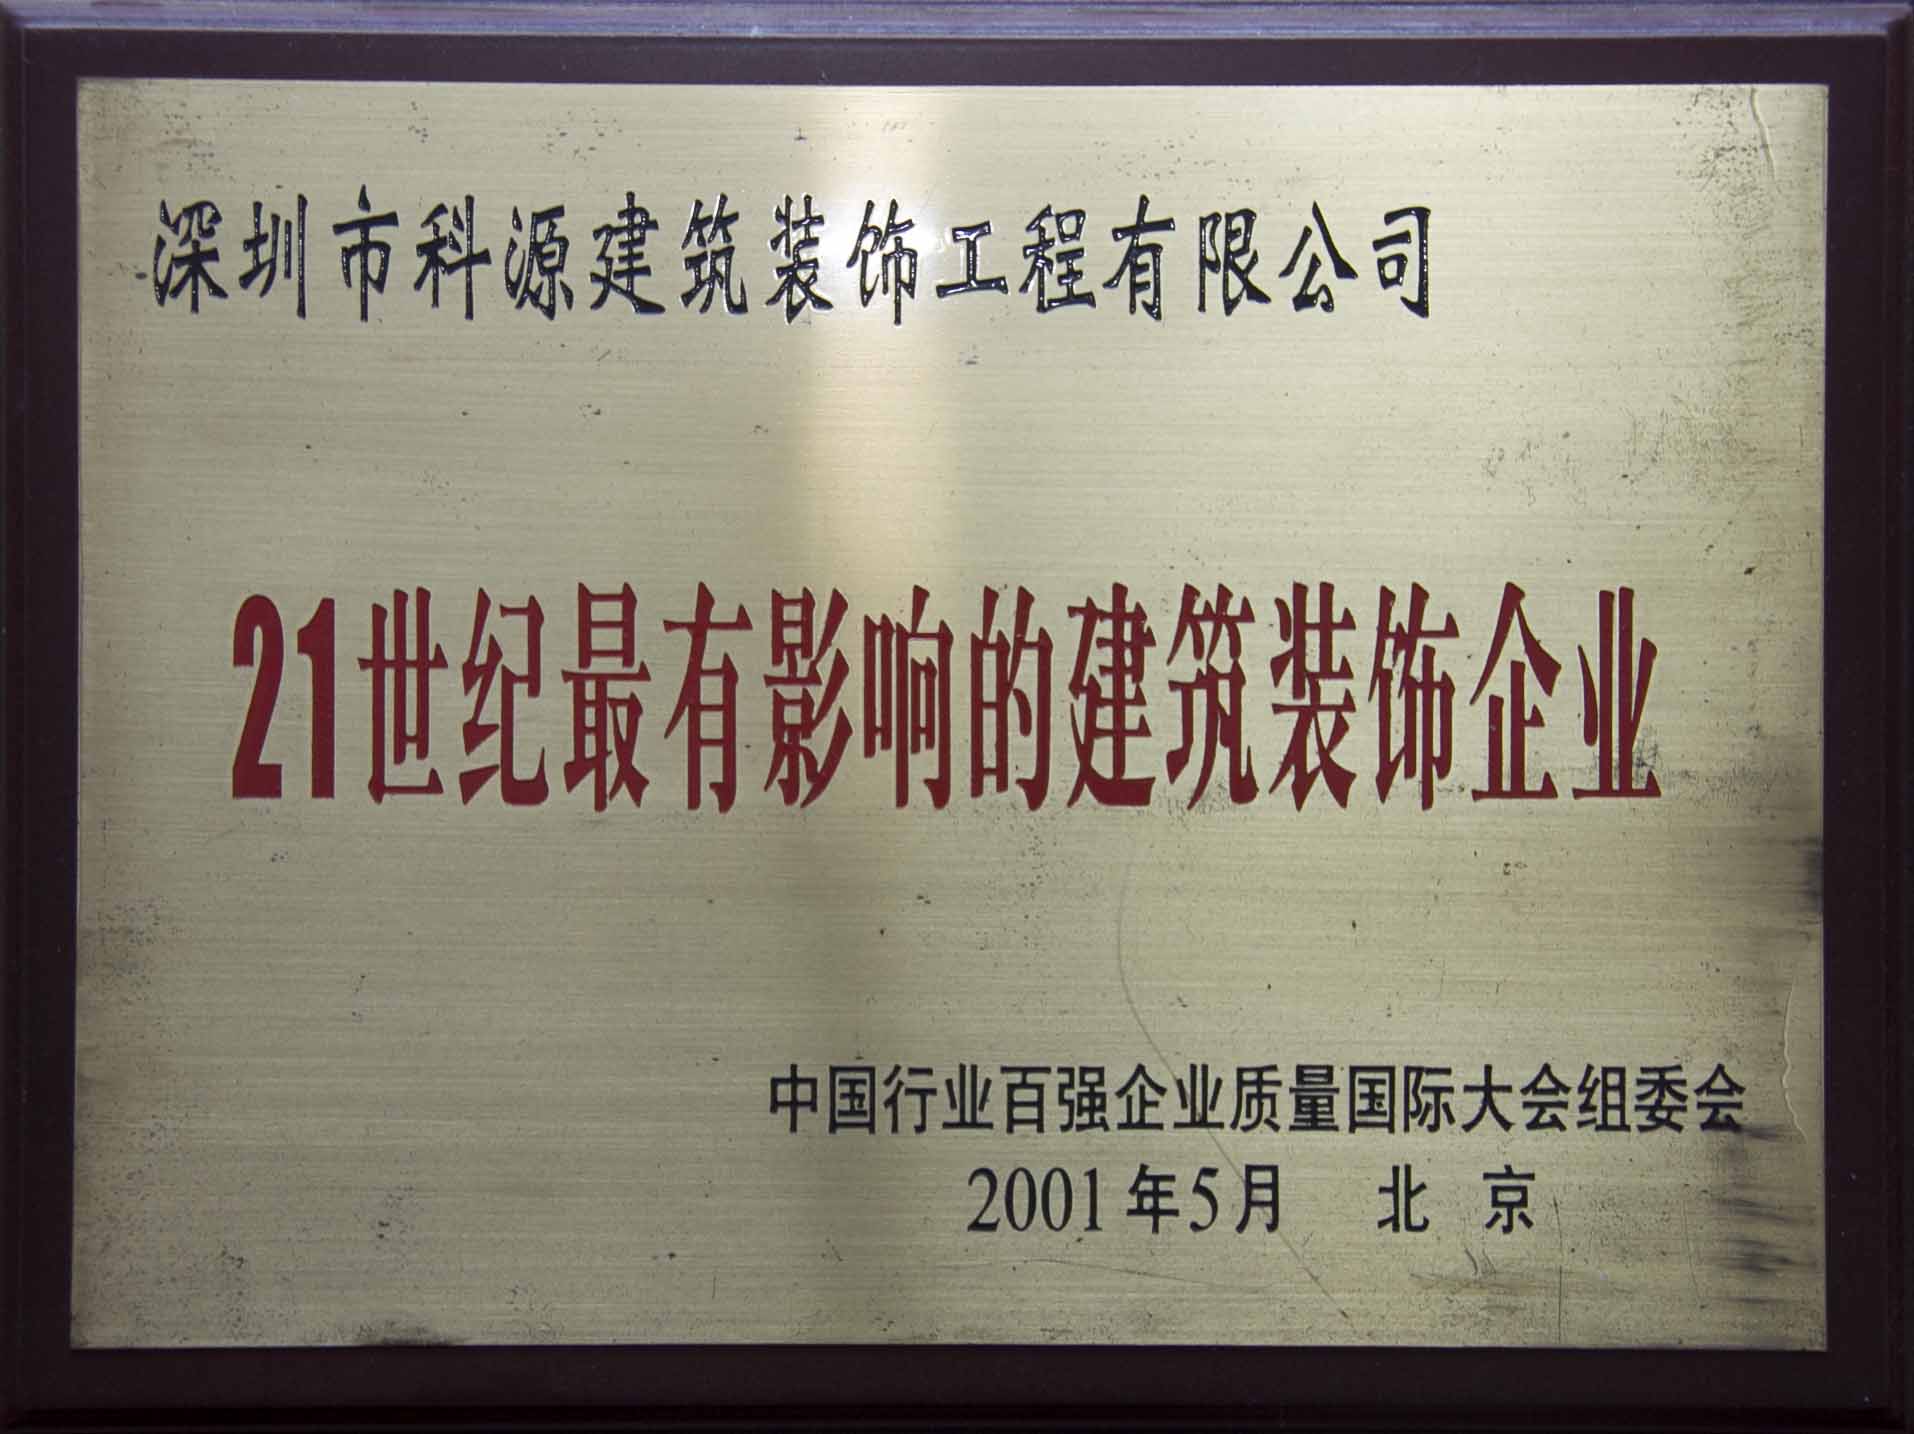 深圳市科源建筑装饰工程有限公司
21世纪最有影响的建筑装饰企业
中国行业百强企业质量国际大会组委会
2001年5月 北 京